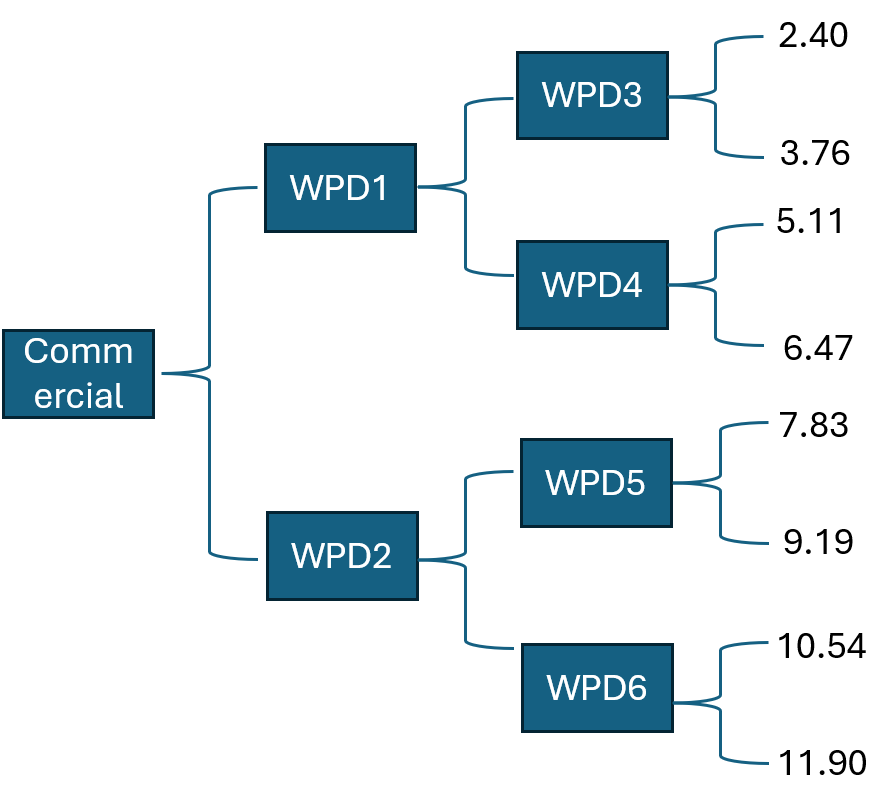 2.40
WPD3
3.76
WPD1
5.11
WPD4
6.47
Comm
ercial
7.83
WPD5
9.19
WPD2
10.54
WPD6
11.90